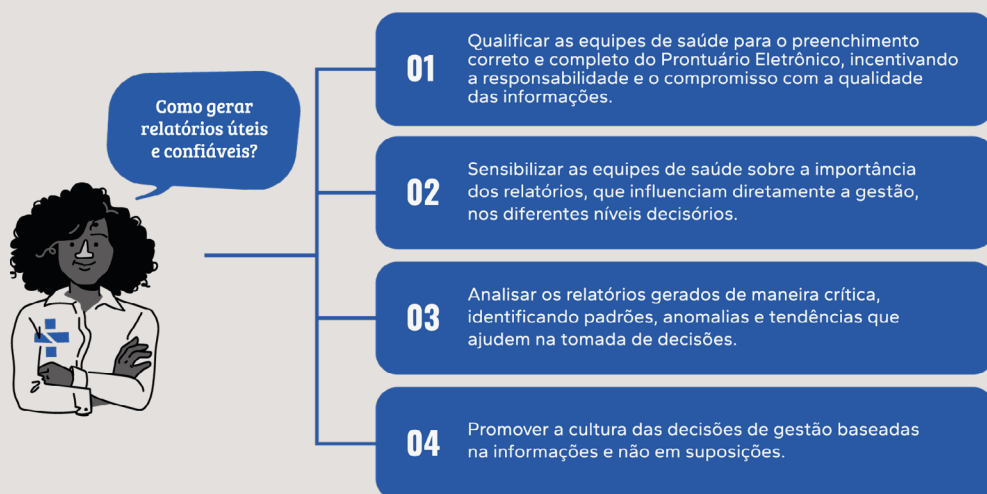 Como gerar
relatórios úteis
e confiáveis?
01
Qualificar as equipes de saúde para o preenchimento
correto e completo do Prontuário Eletrônico, incentivando
a responsabilidade e o compromisso com a qualidade
das informações.
02
Sensibilizar as equipes de saúde sobre a importância
dos relatórios, que influenciam diretamente a gestão,
nos diferentes níveis decisórios.
03
Analisar os relatórios gerados de maneira crítica,
identificando padrões, anomalias e tendências que
ajudem na tomada de decisões.
04
Promover a cultura das decisões de gestão baseadas
na informações e não em suposições.